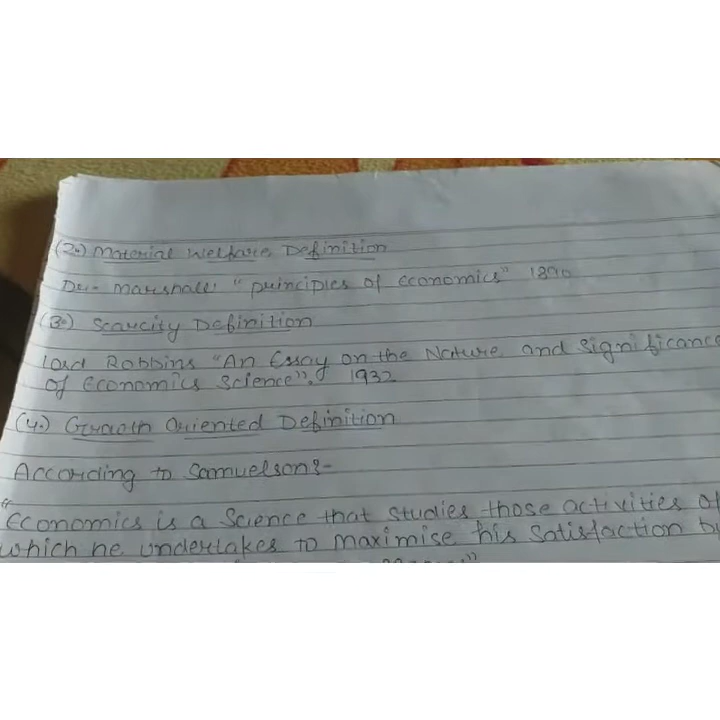 (2.) Material Welfare Definition
Dr.- Marshall "principles of economics" 1890
(3.) Scarcity Definition
lord Robbins "An Essay on the Nature and Significance
of Economics Science". 1932
(4.) Growth Oriented Definition
According to Samuelson:-
"Economics is a Science that studies those activities of
which he undertakes to maximise his Satisfaction by